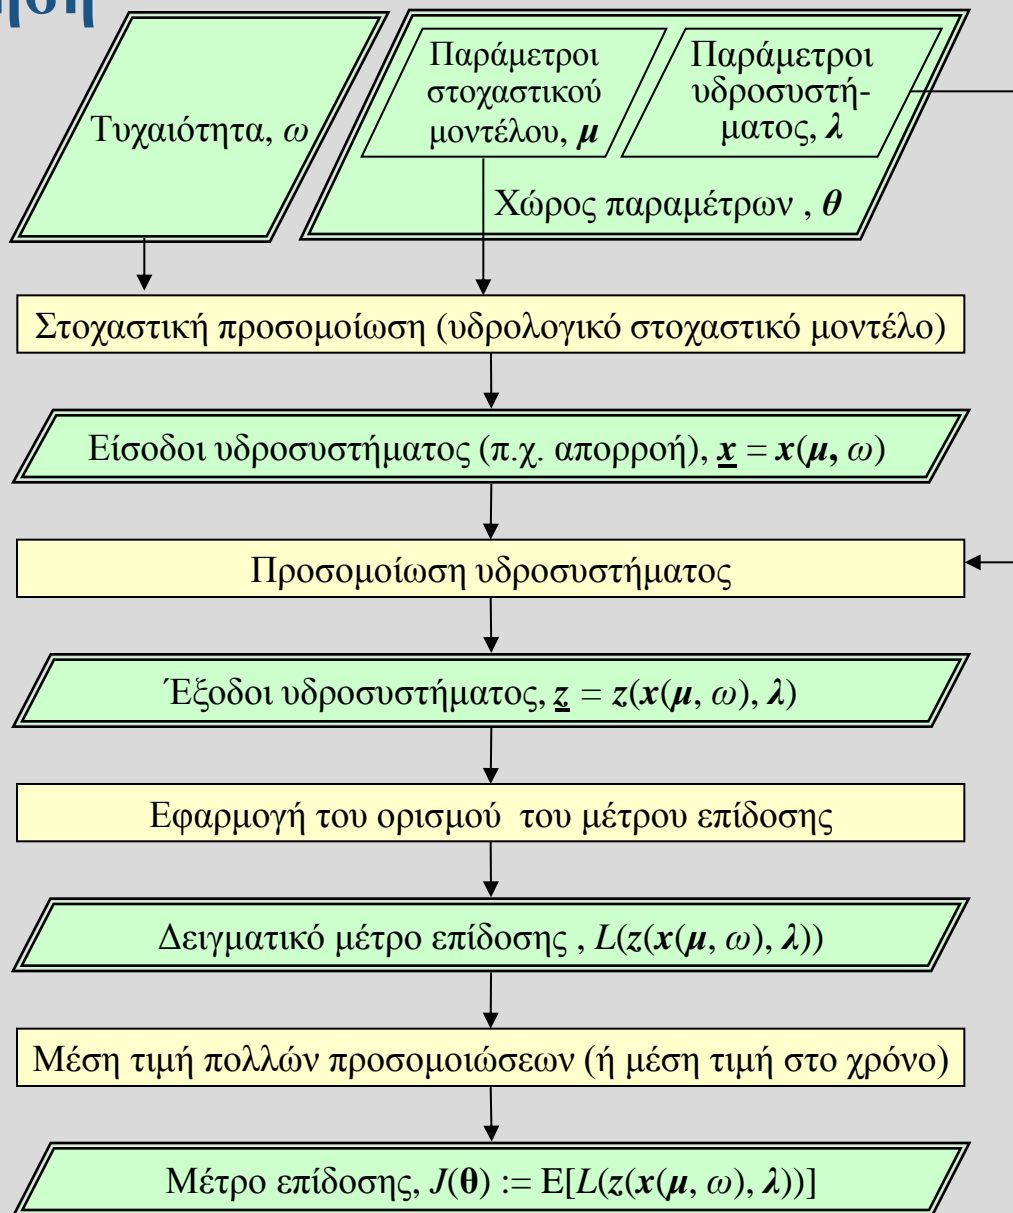 Τυχαιότητα, ω
Παράμετροι
στοχαστικού
μοντέλου, μ
Παράμετροι
υδροσυστή-
ματος, λ
Χώρος παραμέτρων , θ
Στοχαστική προσομοίωση (υδρολογικό στοχαστικό μοντέλο)
Είσοδοι υδροσυστήματος (π.χ. απορροή), x = x(μ, ω)
Προσομοίωση υδροσυστήματος
Έξοδοι υδροσυστήματος, z = z(x(μ, ω), λ)
Εφαρμογή του ορισμού του μέτρου επίδοσης
Δειγματικό μέτρο επίδοσης , L(z(x(μ, ω), λ))
Μέση τιμή πολλών προσομοιώσεων (ή μέση τιμή στο χρόνο)
Μέτρο επίδοσης, J(θ) := E[L(z(x(μ, ω), λ))]